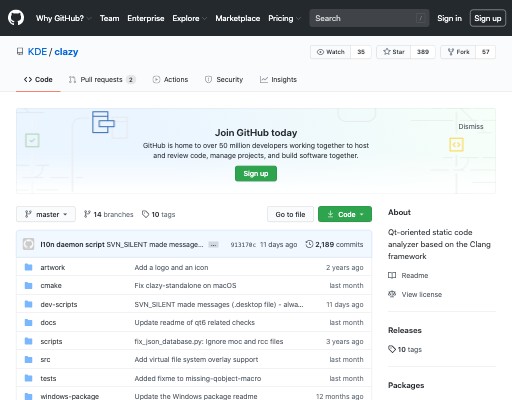 Why GitHub? Team Enterprise Explore Marketplace Pricing Search / Sign in Sign up
KDE / clazy Watch 35 Star 389 Fork 57
Code Pull requests 2 Actions Security Insights
Join GitHub today
Dismiss
GitHub is home to over 50 million developers working together to host
and review code, manage projects, and build software together.
Sign up
master 14 branches 10 tags Go to file Code
l10n daemon script SVN_SILENT made message... ... 913170c 11 days ago 2,189 commits
artwork Add a logo and an icon 2 years ago
cmake Fix clazy-standalone on macOS last month
dev-scripts SVN_SILENT made messages (.desktop file) - alwa... 11 days ago
docs Update readme of qt6 related checks last month
scripts fix_json_database.py: Ignore moc and rcc files 3 years ago
src Add virtual file system overlay support last month
tests Added fixme to missing-qobject-macro last month
windows-package Update the Windows package readme 12 months ago
About
Qt-oriented static code
analyzer based on the Clang
framework
Readme
View license
Releases
10 tags
Packages